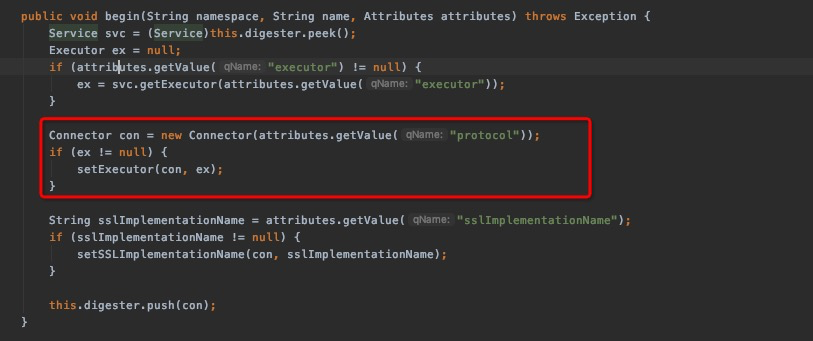 public void begin(String namespace, String name, Attributes attributes) throws Exception {
Service svc = (Service)this.digester.peek();
Executor ex = null;
if (attributes.getValue( qName: "executor") != null) {
ex = svc.getExecutor(attributes.getValue( qName: "executor"));
}
Connector con = new Connector(attributes.getValue( qName: "protocol"));
if (ex != null) {
setExecutor(con, ex);
}
String sslImplementationName = attributes.getValue( qName: "sslImplementationName");
if (sslImplementationName != null) {
setSSLImplementationName(con, sslImplementationName);
}
this.digester.push(con);
}